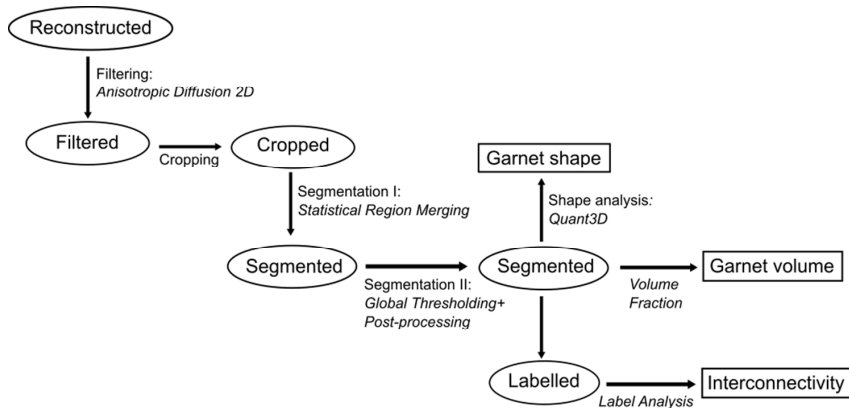 Reconstructed
Filtering:
Anisotropic Diffusion 2D
Filtered
Cropping
Cropped
Garnet shape
Segmentation I:
Statistical Region Merging
Shape analysis:
Quant3D
Segmented
Segmentation II:
Global Thresholding+
Post-processing
Segmented
Volume
Fraction
Garnet volume
Labelled
Label Analysis
Interconnectivity